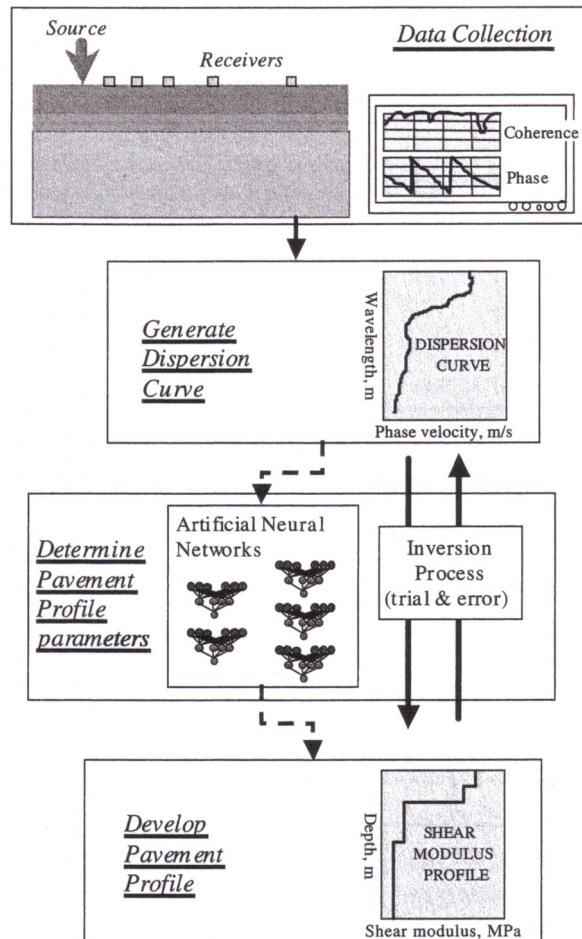 Source
Data Collection
Receivers
Coherence
Phase
Generate
Dispersion
Curve
Wavelength, m
DISPERSION
CURVE
Phase velocity, m/s
Determine
Pavement
Profile
parameters
Artificial Neural
Networks
Inversion
Process
(trial & error)
Develop
Pavement
Profile
Depth, m
SHEAR
MODULUS
PROFILE
Shear modulus, MPa